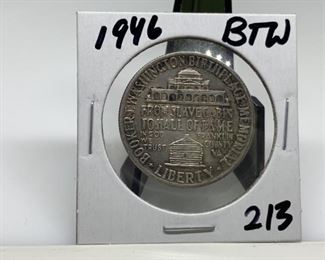 1946 BTW
BOOKER T. WASHINGTON BIRTHPLACE MEMORIAL
FROM SLAVE CABIN
TO HALL OF FAME
IN GOD FRANKLIN
WE COUNTY
TRUST VA.
LIBERTY
213